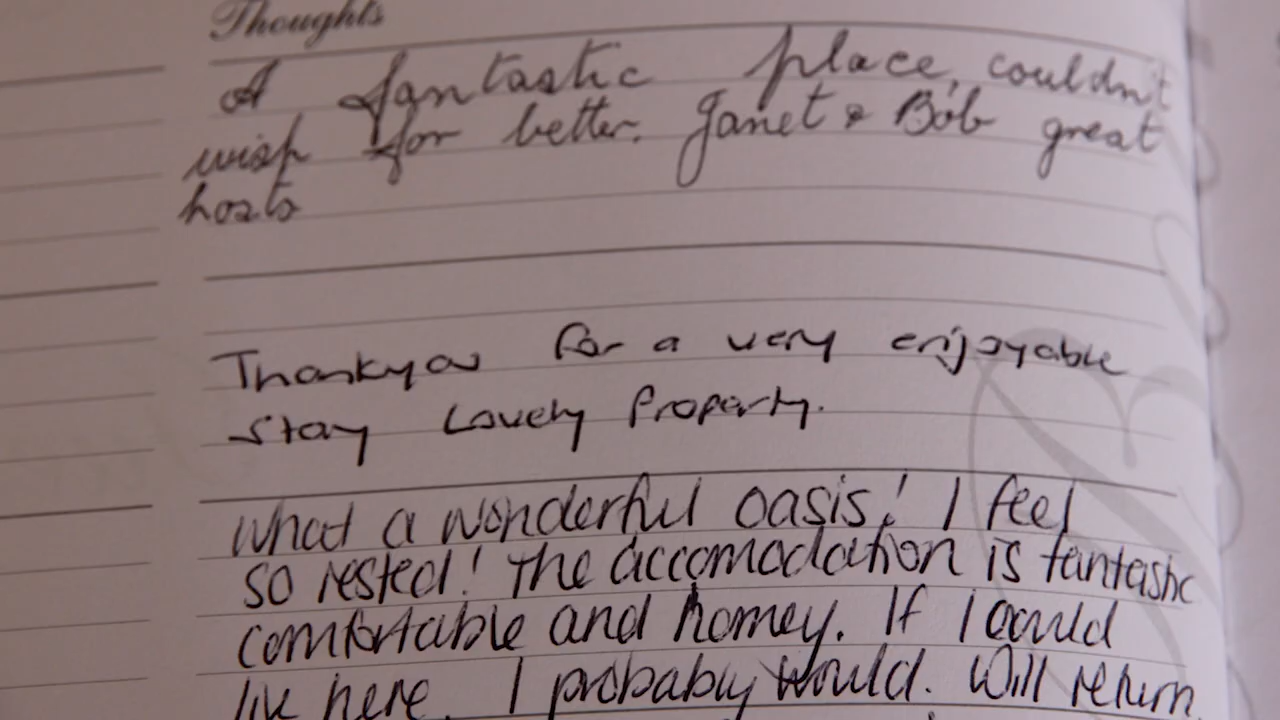 Thoughts
A fantastic place, couldn't
wish for better. Janet & Bob great
hosts
Thankyou for a very enjoyable
stay Lovely Property.
What a wonderful oasis! I feel
so rested! The accomodation is fantastic
comfortable and homey. If I could
live here, I probably would. Will return